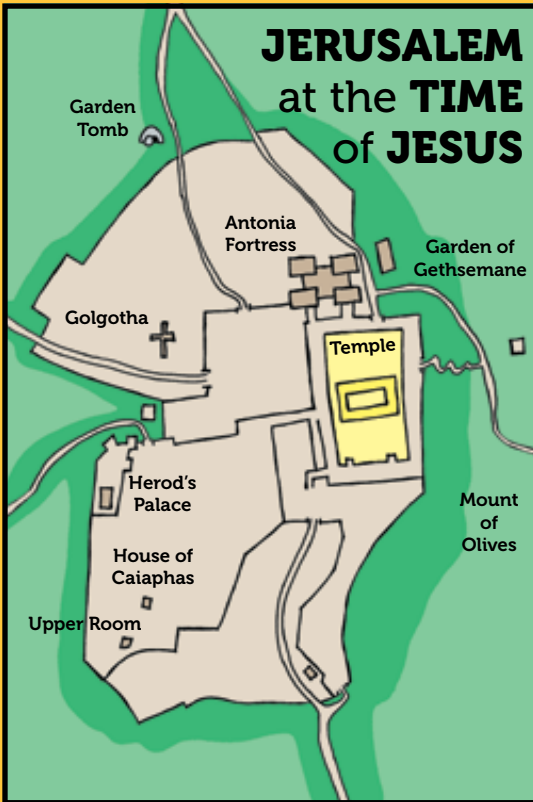 JERUSALEM
at the TIME
of JESUS
Garden
Tomb
Antonia
Fortress
Garden of
Gethsemane
Golgotha
Temple
Herod's
Palace
Mount
of
Olives
House of
Caiaphas
Upper Room